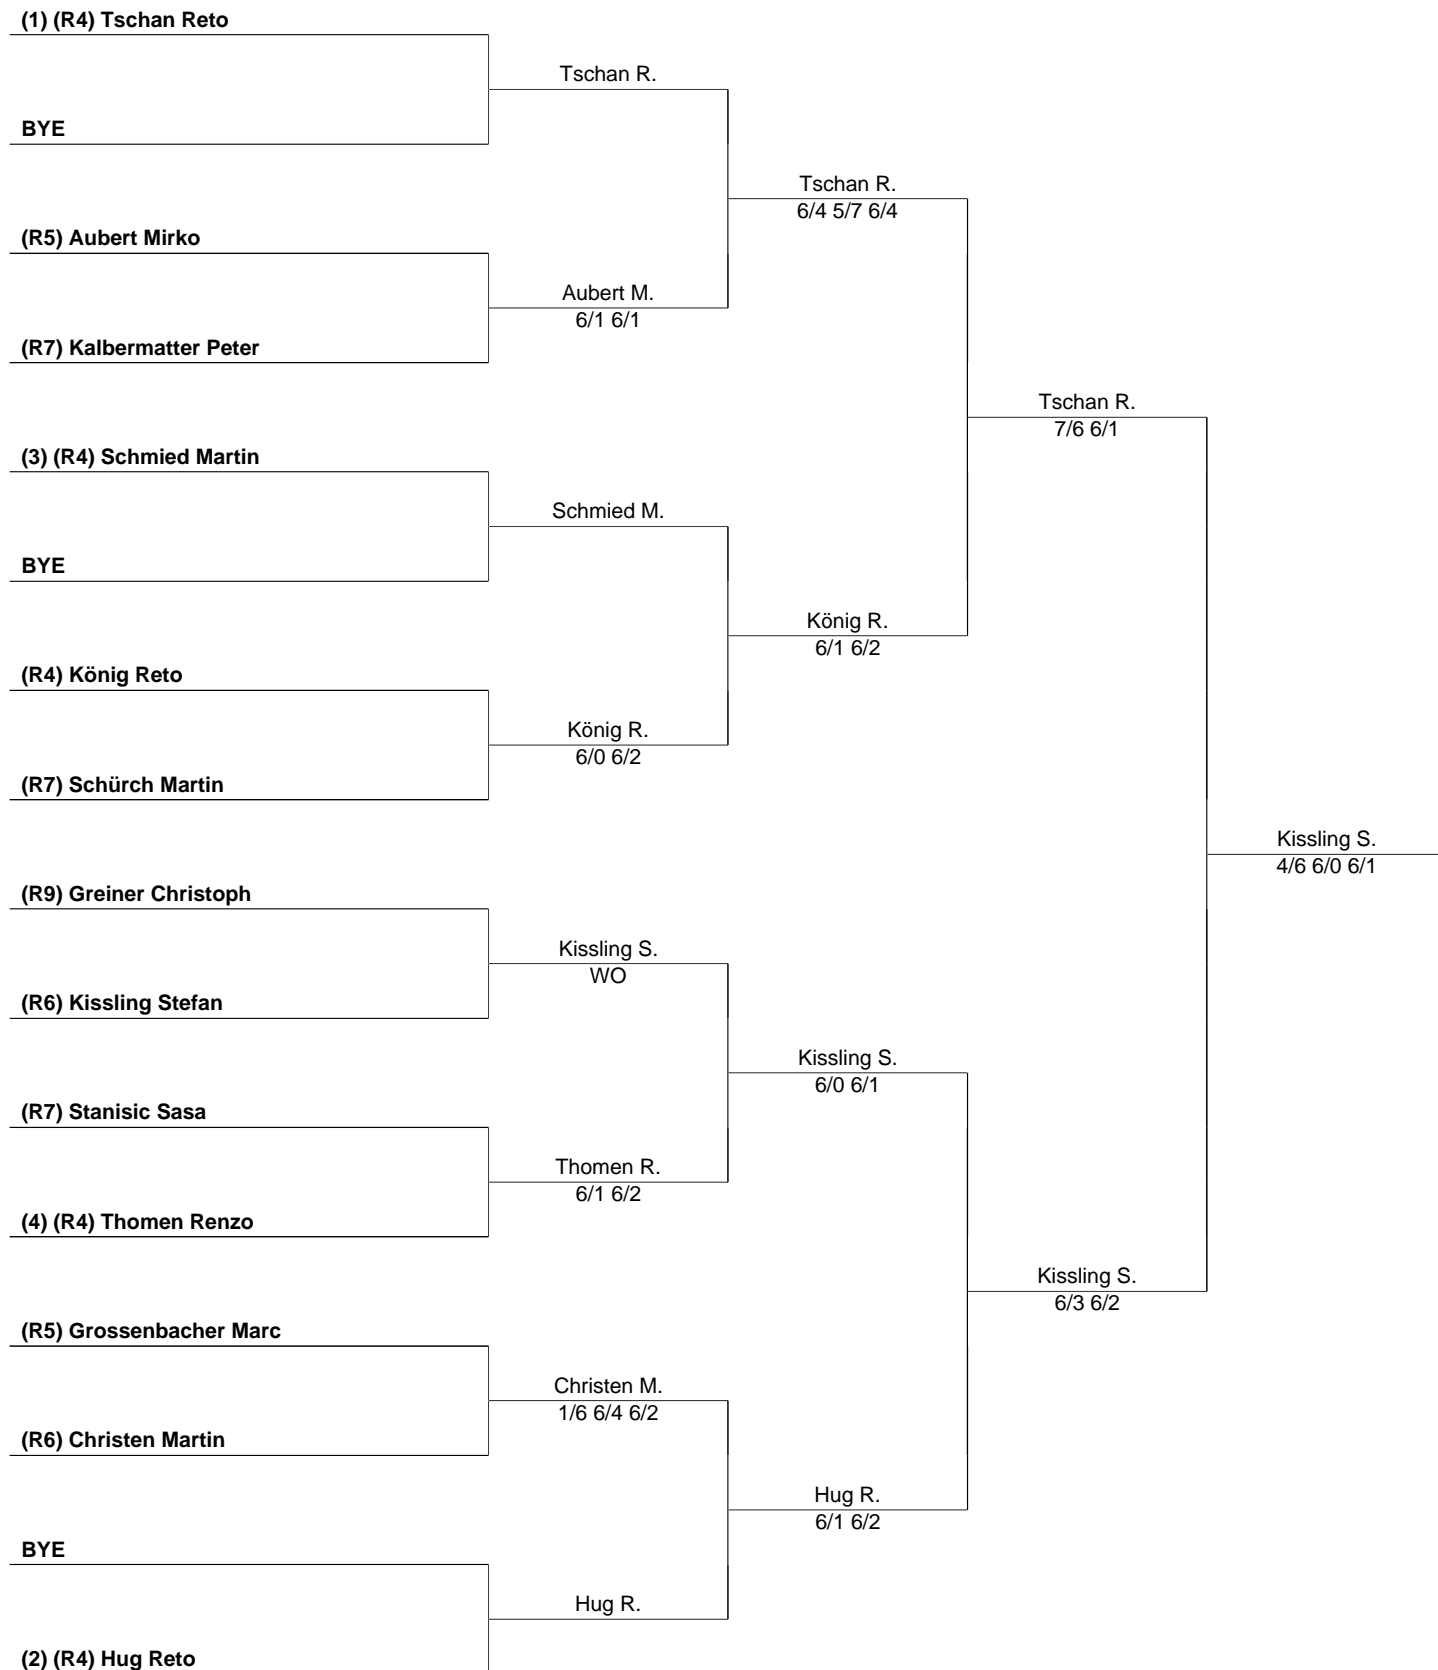 (1) (R4) Tschan Reto
Tschan R.
BYE
Tschan R.
6/4 5/7 6/4
(R5) Aubert Mirko
Aubert M.
6/1 6/1
(R7) Kalbermatter Peter
Tschan R.
7/6 6/1
(3) (R4) Schmied Martin
Schmied M.
BYE
König R.
6/1 6/2
(R4) König Reto
König R.
6/0 6/2
(R7) Schürch Martin
Kissling S.
4/6 6/0 6/1
(R9) Greiner Christoph
Kissling S.
WO
(R6) Kissling Stefan
Kissling S.
6/0 6/1
(R7) Stanisic Sasa
Thomen R.
6/1 6/2
(4) (R4) Thomen Renzo
Kissling S.
6/3 6/2
(R5) Grossenbacher Marc
Christen M.
1/6 6/4 6/2
(R6) Christen Martin
Hug R.
6/1 6/2
BYE
Hug R.
(2) (R4) Hug Reto